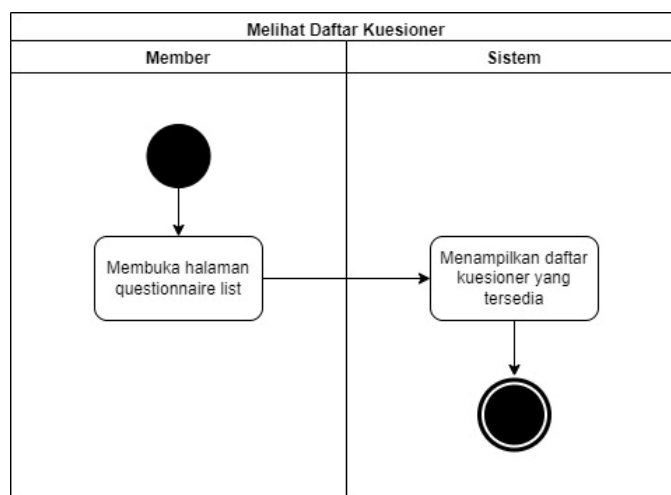 Melihat Daftar Kuesioner
Member
Sistem
Membuka halaman
questionnaire list
Menampilkan daftar
kuesioner yang
tersedia